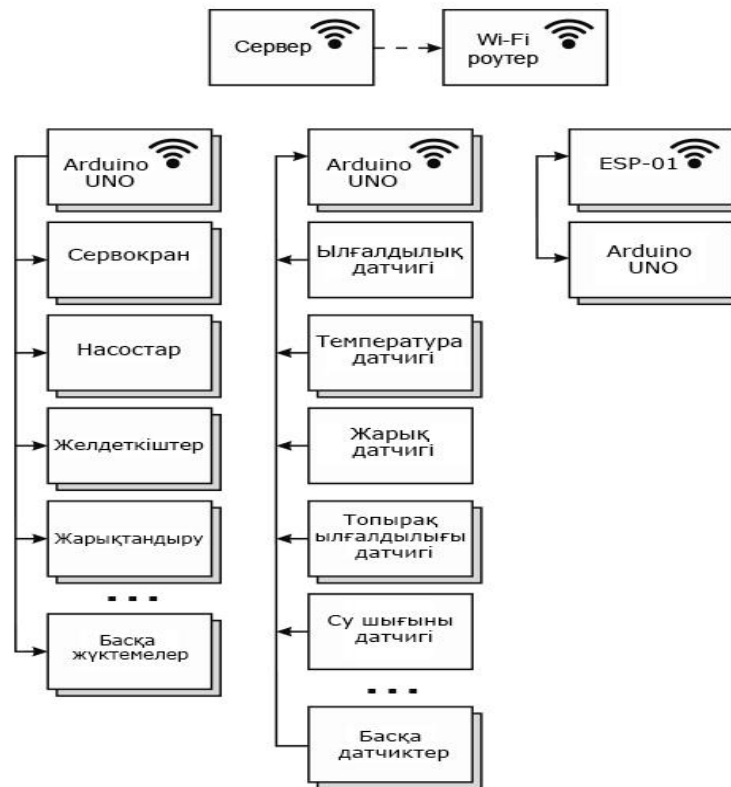 Сервер
Wi-Fi
роутер
Arduino
UNO
Сервокран
Насостар
Желдеткіштер
Жарықтандыру
...
Басқа
жүктемелер
Arduino
UNO
Ылғалдылық
датчигі
Температура
датчигі
Жарық
датчигі
Топырақ
ылғалдылығы
датчигі
Су шығыны
датчигі
...
Басқа
датчиктер
ESP-01
Arduino
UNO